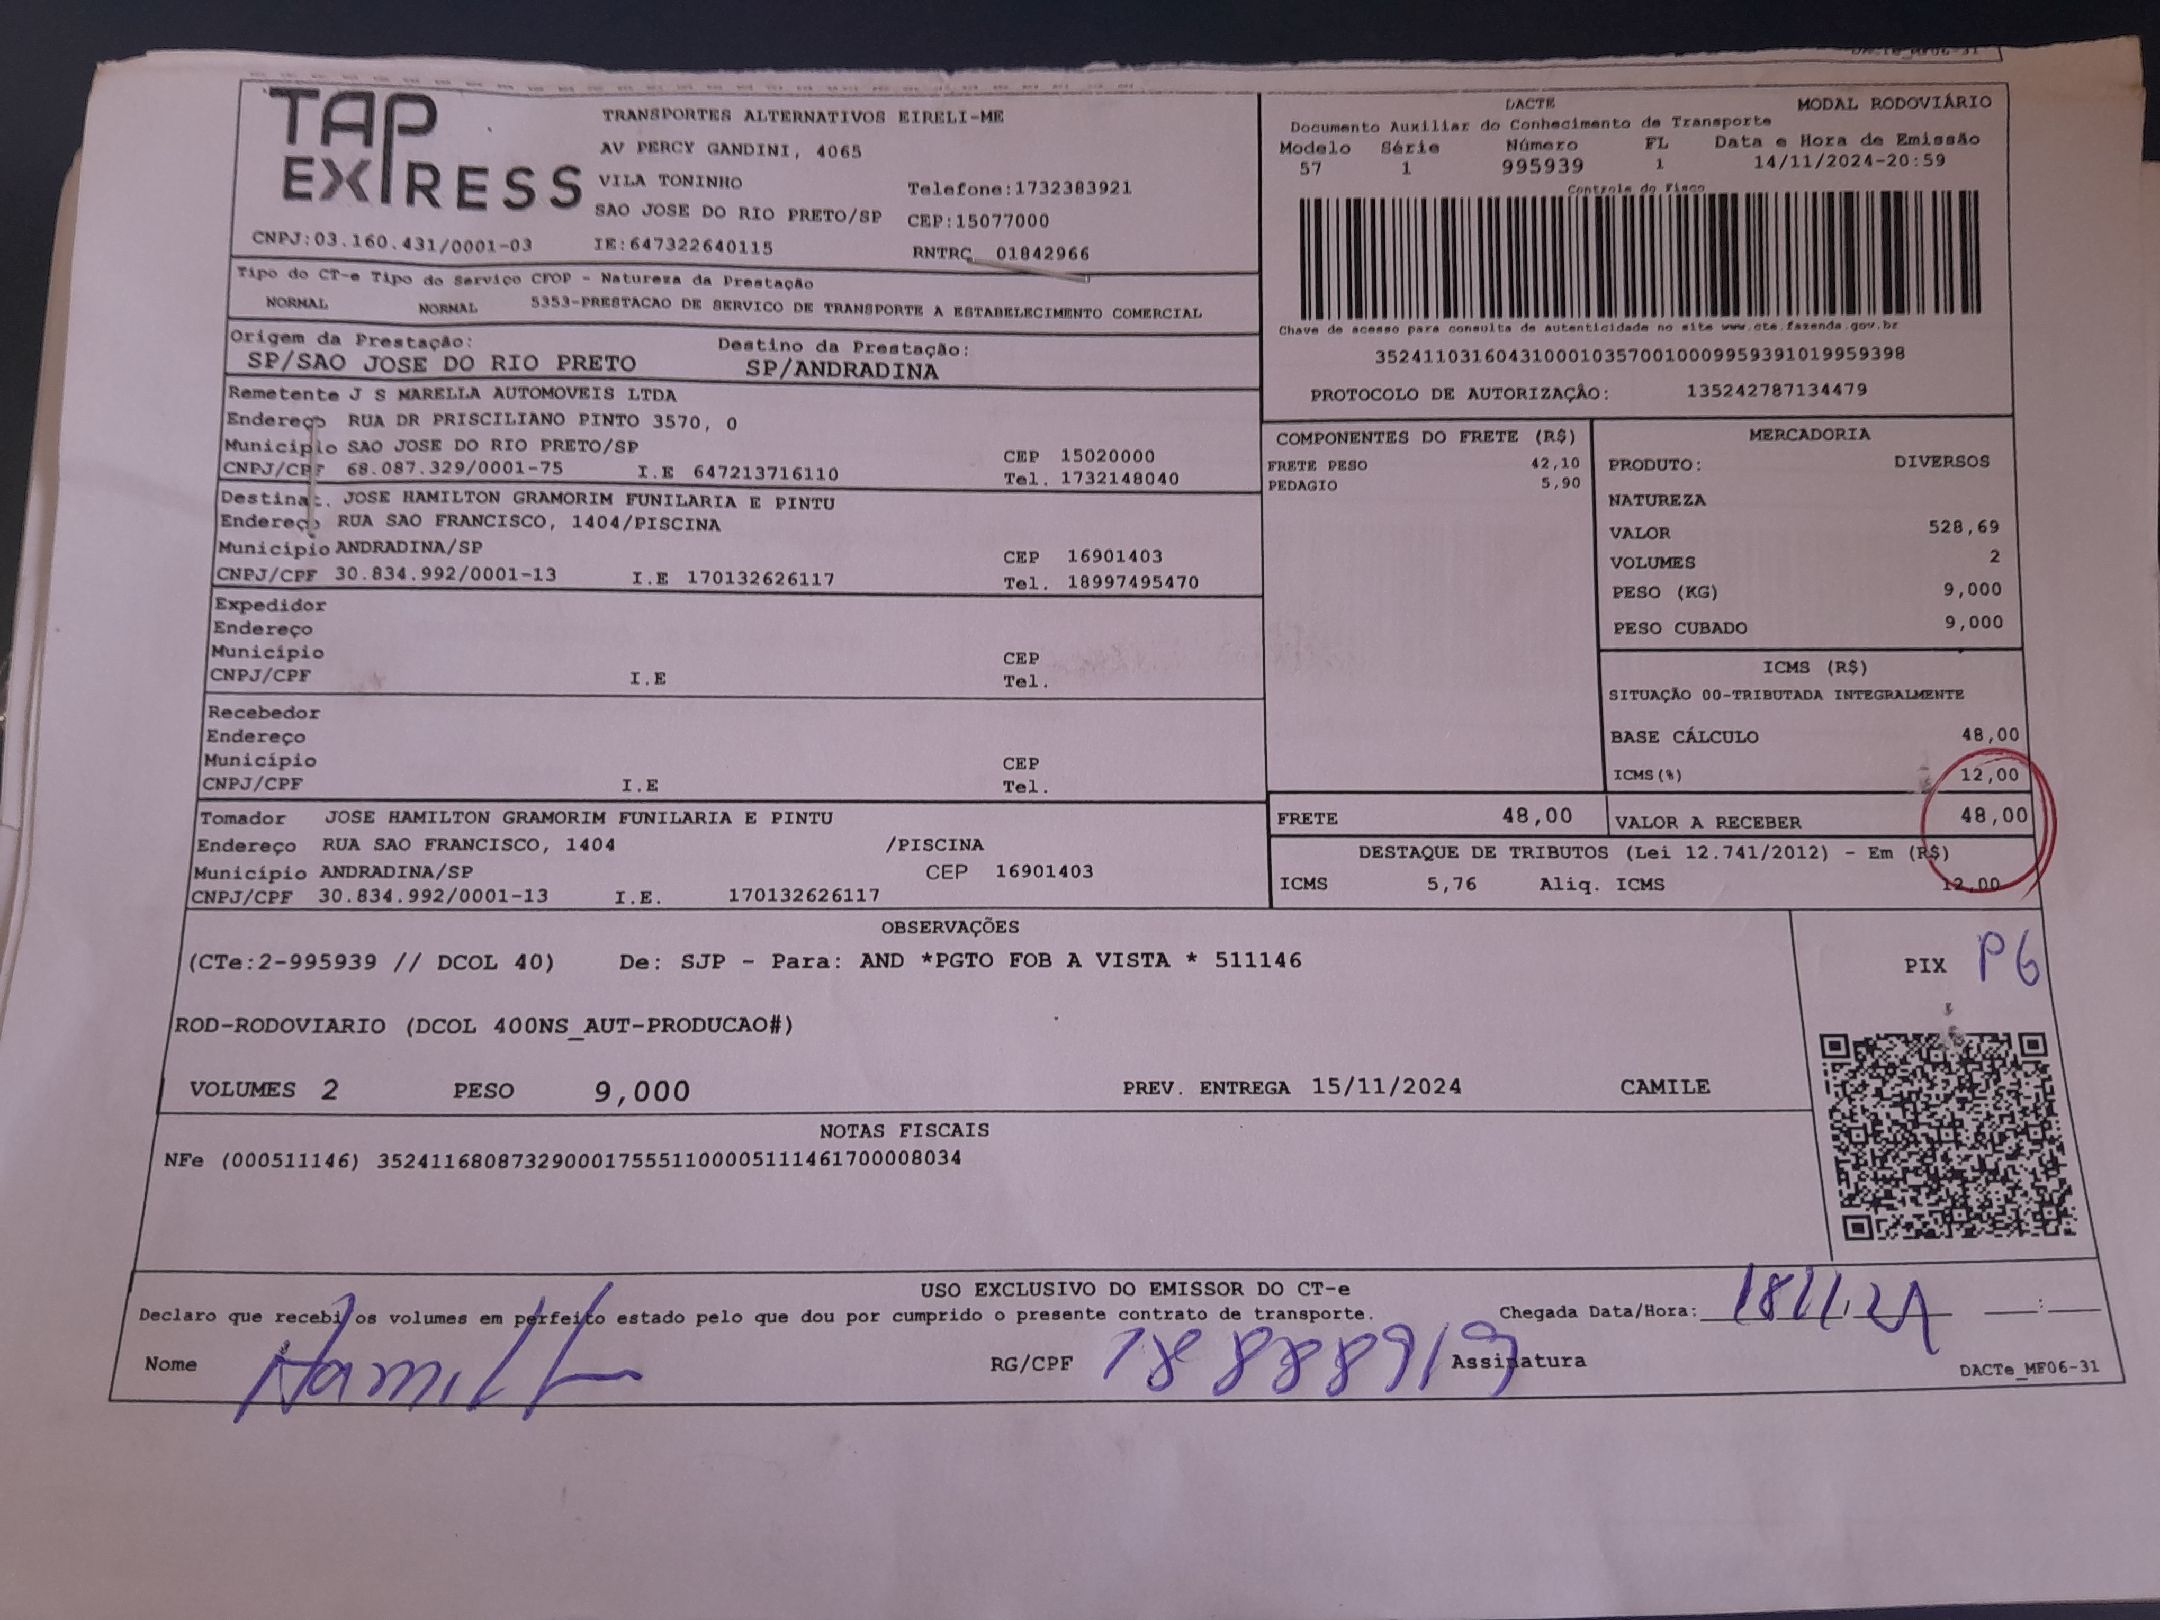 DACTe_MF06-31
TAP EXPRESS
TRANSPORTES ALTERNATIVOS EIRELI-ME
AV PERCY GANDINI, 4065
VILA TONINHO Telefone:1732383921
SAO JOSE DO RIO PRETO/SP CEP:15077000
CNPJ:03.160.431/0001-03 IE:647322640115 RNTRC 01842966
DACTE MODAL RODOVIÁRIO
Documento Auxiliar do Conhecimento de Transporte
Modelo Série Número FL Data e Hora de Emissão
57 1 995939 1 14/11/2024-20:59
Controle do Fisco
Chave de acesso para consulta de autenticidade no site www.cte.fazenda.gov.br
35241103160431000103570010009959391019959398
PROTOCOLO DE AUTORIZAÇÃO: 135242787134479
Tipo do CT-e Tipo do Serviço CFOP - Natureza da Prestação
NORMAL NORMAL 5353-PRESTACAO DE SERVICO DE TRANSPORTE A ESTABELECIMENTO COMERCIAL
Origem da Prestação: Destino da Prestação:
SP/SAO JOSE DO RIO PRETO SP/ANDRADINA
Remetente J S MARELLA AUTOMOVEIS LTDA
Endereço RUA DR PRISCILIANO PINTO 3570, 0
Município SAO JOSE DO RIO PRETO/SP CEP 15020000
CNPJ/CPF 68.087.329/0001-75 I.E 647213716110 Tel. 1732148040
Destinat. JOSE HAMILTON GRAMORIM FUNILARIA E PINTU
Endereço RUA SAO FRANCISCO, 1404/PISCINA
Município ANDRADINA/SP CEP 16901403
CNPJ/CPF 30.834.992/0001-13 I.E 170132626117 Tel. 18997495470
Expedidor
Endereço
Município CEP
CNPJ/CPF I.E Tel.
Recebedor
Endereço
Município CEP
CNPJ/CPF I.E Tel.
Tomador JOSE HAMILTON GRAMORIM FUNILARIA E PINTU
Endereço RUA SAO FRANCISCO, 1404 /PISCINA
Município ANDRADINA/SP CEP 16901403
CNPJ/CPF 30.834.992/0001-13 I.E. 170132626117
COMPONENTES DO FRETE (R$)
FRETE PESO 42,10
PEDAGIO 5,90
MERCADORIA
PRODUTO: DIVERSOS
NATUREZA
VALOR 528,69
VOLUMES 2
PESO (KG) 9,000
PESO CUBADO 9,000
ICMS (R$)
SITUAÇÃO 00-TRIBUTADA INTEGRALMENTE
BASE CÁLCULO 48,00
ICMS(%) 12,00
FRETE 48,00 VALOR A RECEBER 48,00
DESTAQUE DE TRIBUTOS (Lei 12.741/2012) - Em (R$)
ICMS 5,76 Aliq. ICMS 12,00
OBSERVAÇÕES
(CTe:2-995939 // DCOL 40) De: SJP - Para: AND *PGTO FOB A VISTA * 511146
ROD-RODOVIARIO (DCOL 400NS_AUT-PRODUCAO#)
VOLUMES 2 PESO 9,000 PREV. ENTREGA 15/11/2024 CAMILE
PIX PG
NOTAS FISCAIS
NFe (000511146) 35241168087329000175551100005111461700008034
USO EXCLUSIVO DO EMISSOR DO CT-e
Declaro que recebi os volumes em perfeito estado pelo que dou por cumprido o presente contrato de transporte. Chegada Data/Hora: :
Nome Hamilton RG/CPF Assinatura
DACTe_MF06-31